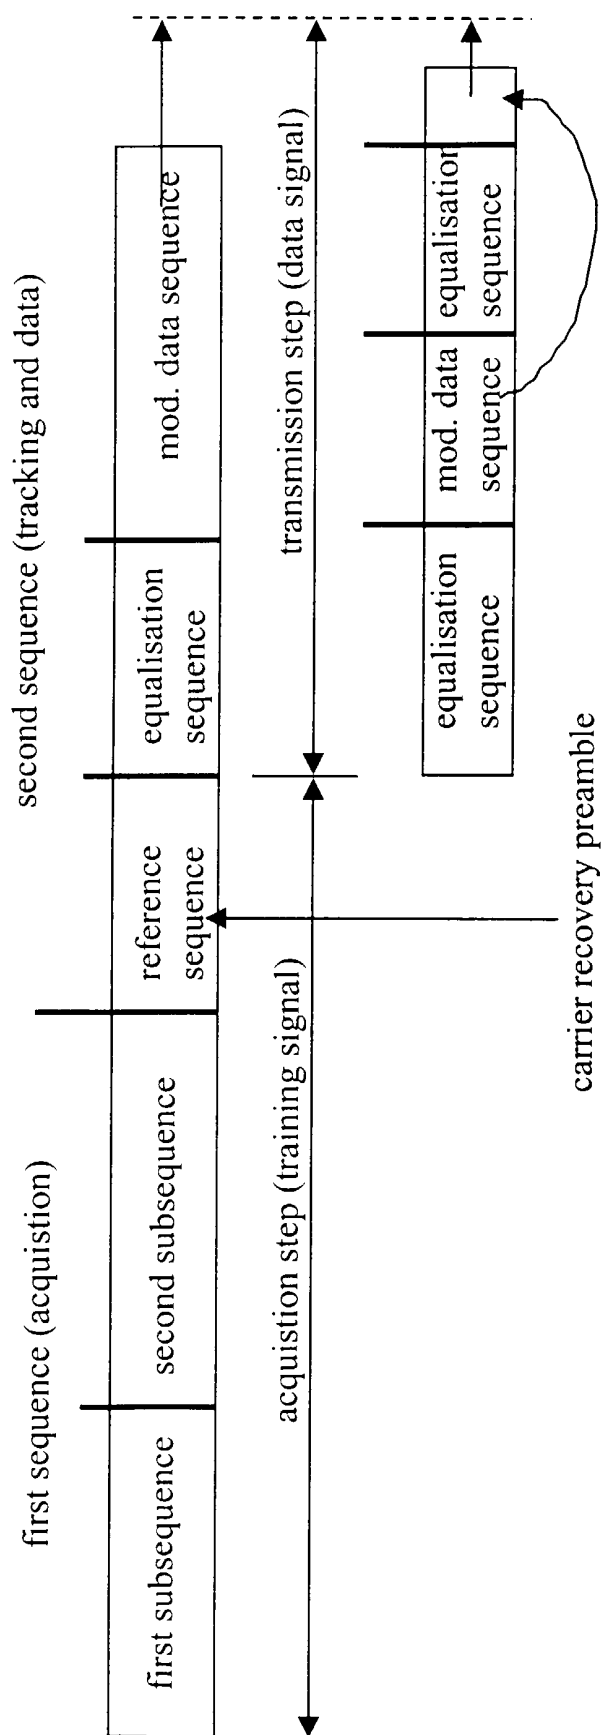 first sequence (acquistion)
second sequence (tracking and data)
first subsequence
second subsequence
reference
sequence
equalisation
sequence
mod. data sequence
acquistion step (training signal)
transmission step (data signal)
equalisation
sequence
mod. data
sequence
equalisation
sequence
carrier recovery preamble